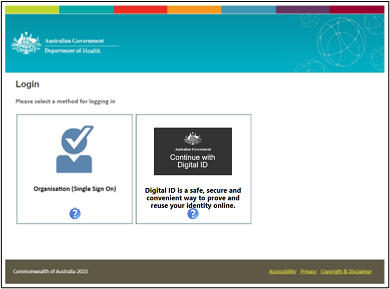 Australian Government
Department of Health
Login
Please select a method for logging in
Organisation (Single Sign On)
?
Australian Government
Continue with
Digital ID
Digital ID is a safe, secure and
convenient way to prove and
reuse your identity online.
?
Commonwealth of Australia 2023
Accessibility Privacy Copyright & Disclaimer